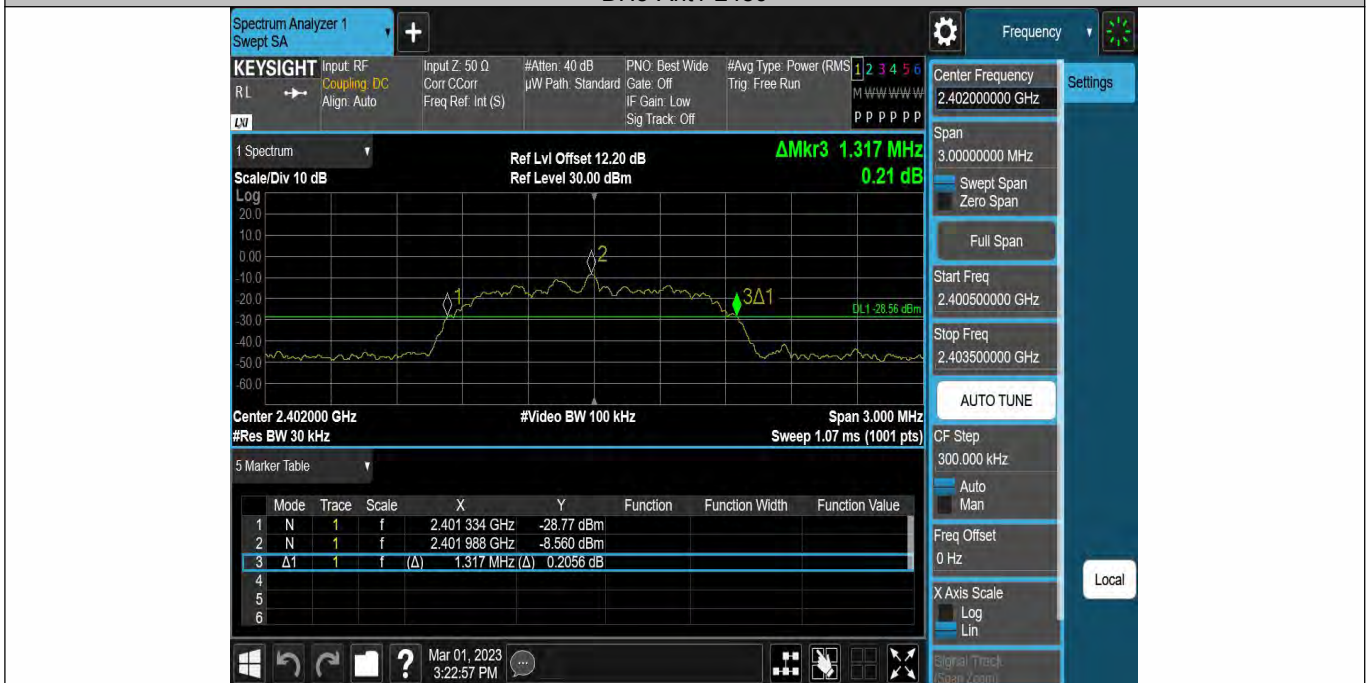 Spectrum Analyzer 1
Swept SA
Frequency
KEYSIGHT
R L
LXI
Input: RF
Coupling: DC
Align: Auto
Input Z: 50 Ω
Corr CCorr
Freq Ref: Int (S)
#Atten: 40 dB
µW Path: Standard
PNO: Best Wide
Gate: Off
IF Gain: Low
Sig Track: Off
#Avg Type: Power (RMS
Trig: Free Run
1 2 3 4 5 6
M W W W W W
P P P P P P
Center Frequency
2.402000000 GHz
Settings
Span
3.00000000 MHz
Swept Span
Zero Span
Full Span
Start Freq
2.400500000 GHz
Stop Freq
2.403500000 GHz
AUTO TUNE
CF Step
300.000 kHz
Auto
Man
Freq Offset
0 Hz
X Axis Scale
Log
Lin
Signal Track
(Span Zoom)
Local
1 Spectrum
Scale/Div 10 dB
Ref Lvl Offset 12.20 dB
Ref Level 30.00 dBm
ΔMkr3 1.317 MHz
0.21 dB
Log
20.0
10.0
0.00
-10.0
-20.0
-30.0
-40.0
-50.0
-60.0
1
2
3Δ1
DL1 -28.56 dBm
Center 2.402000 GHz
#Res BW 30 kHz
#Video BW 100 kHz
Span 3.000 MHz
Sweep 1.07 ms (1001 pts)
5 Marker Table
Mode Trace Scale X Y Function Function Width Function Value
1 N 1 f 2.401 334 GHz -28.77 dBm
2 N 1 f 2.401 988 GHz -8.560 dBm
3 Δ1 1 f (Δ) 1.317 MHz (Δ) 0.2056 dB
4
5
6
?
Mar 01, 2023
3:22:57 PM